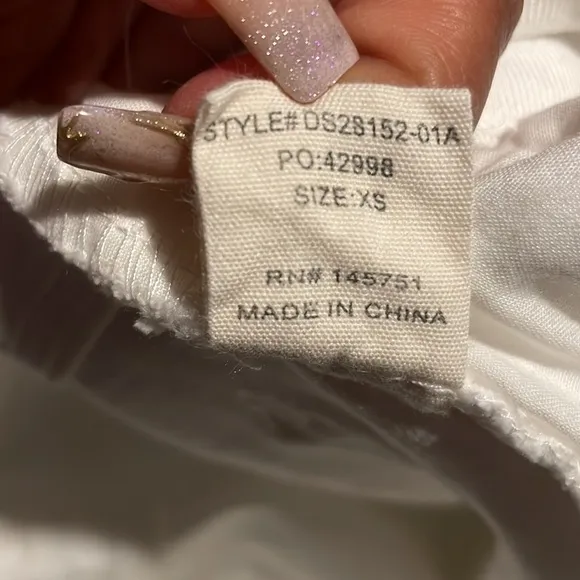 STYLE# DS28152-01A
PO:42998
SIZE:XS
RN# 145751
MADE IN CHINA